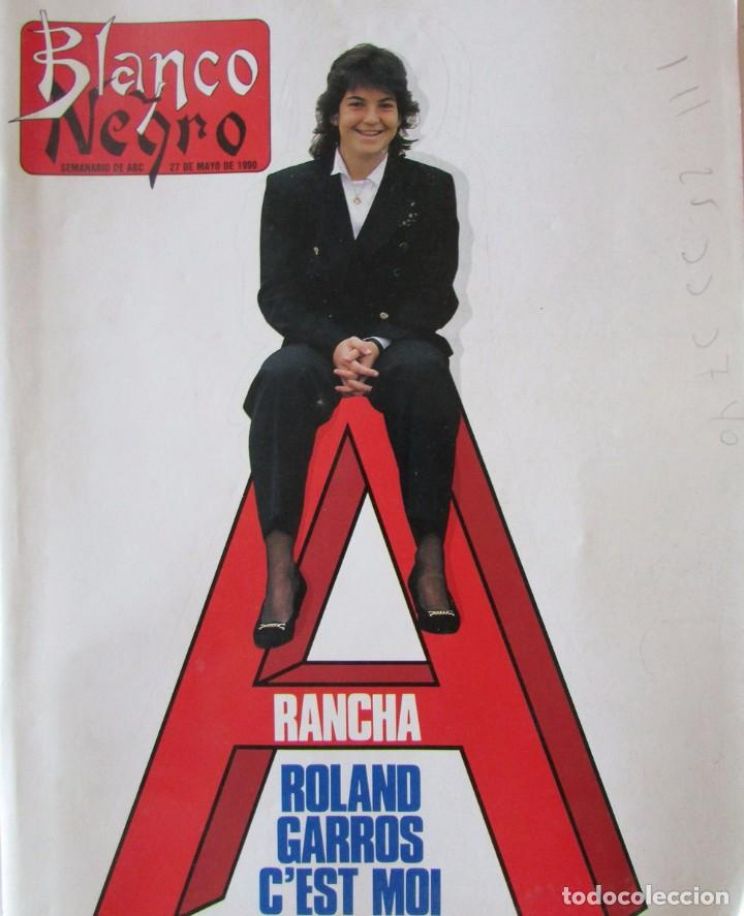 Blanco
Negro
SEMANARIO DE ABC 27 DE MAYO DE 1990
A
RANCHA
ROLAND
GARROS
C'EST MOI
todocoleccion